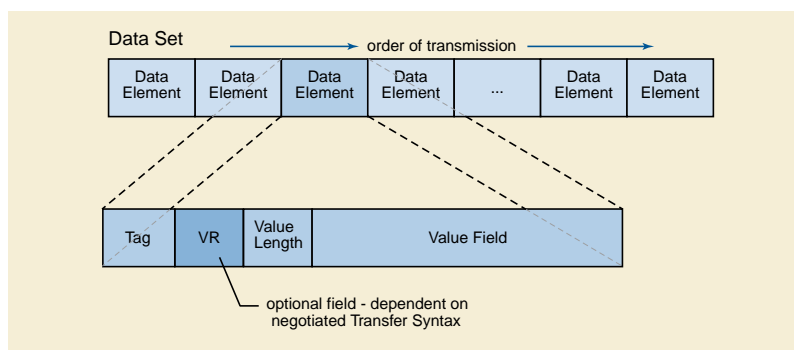 Data Set
order of transmission
Data Element
Data Element
Data Element
Data Element
...
Data Element
Data Element
Tag
VR
Value Length
Value Field
optional field - dependent on
negotiated Transfer Syntax